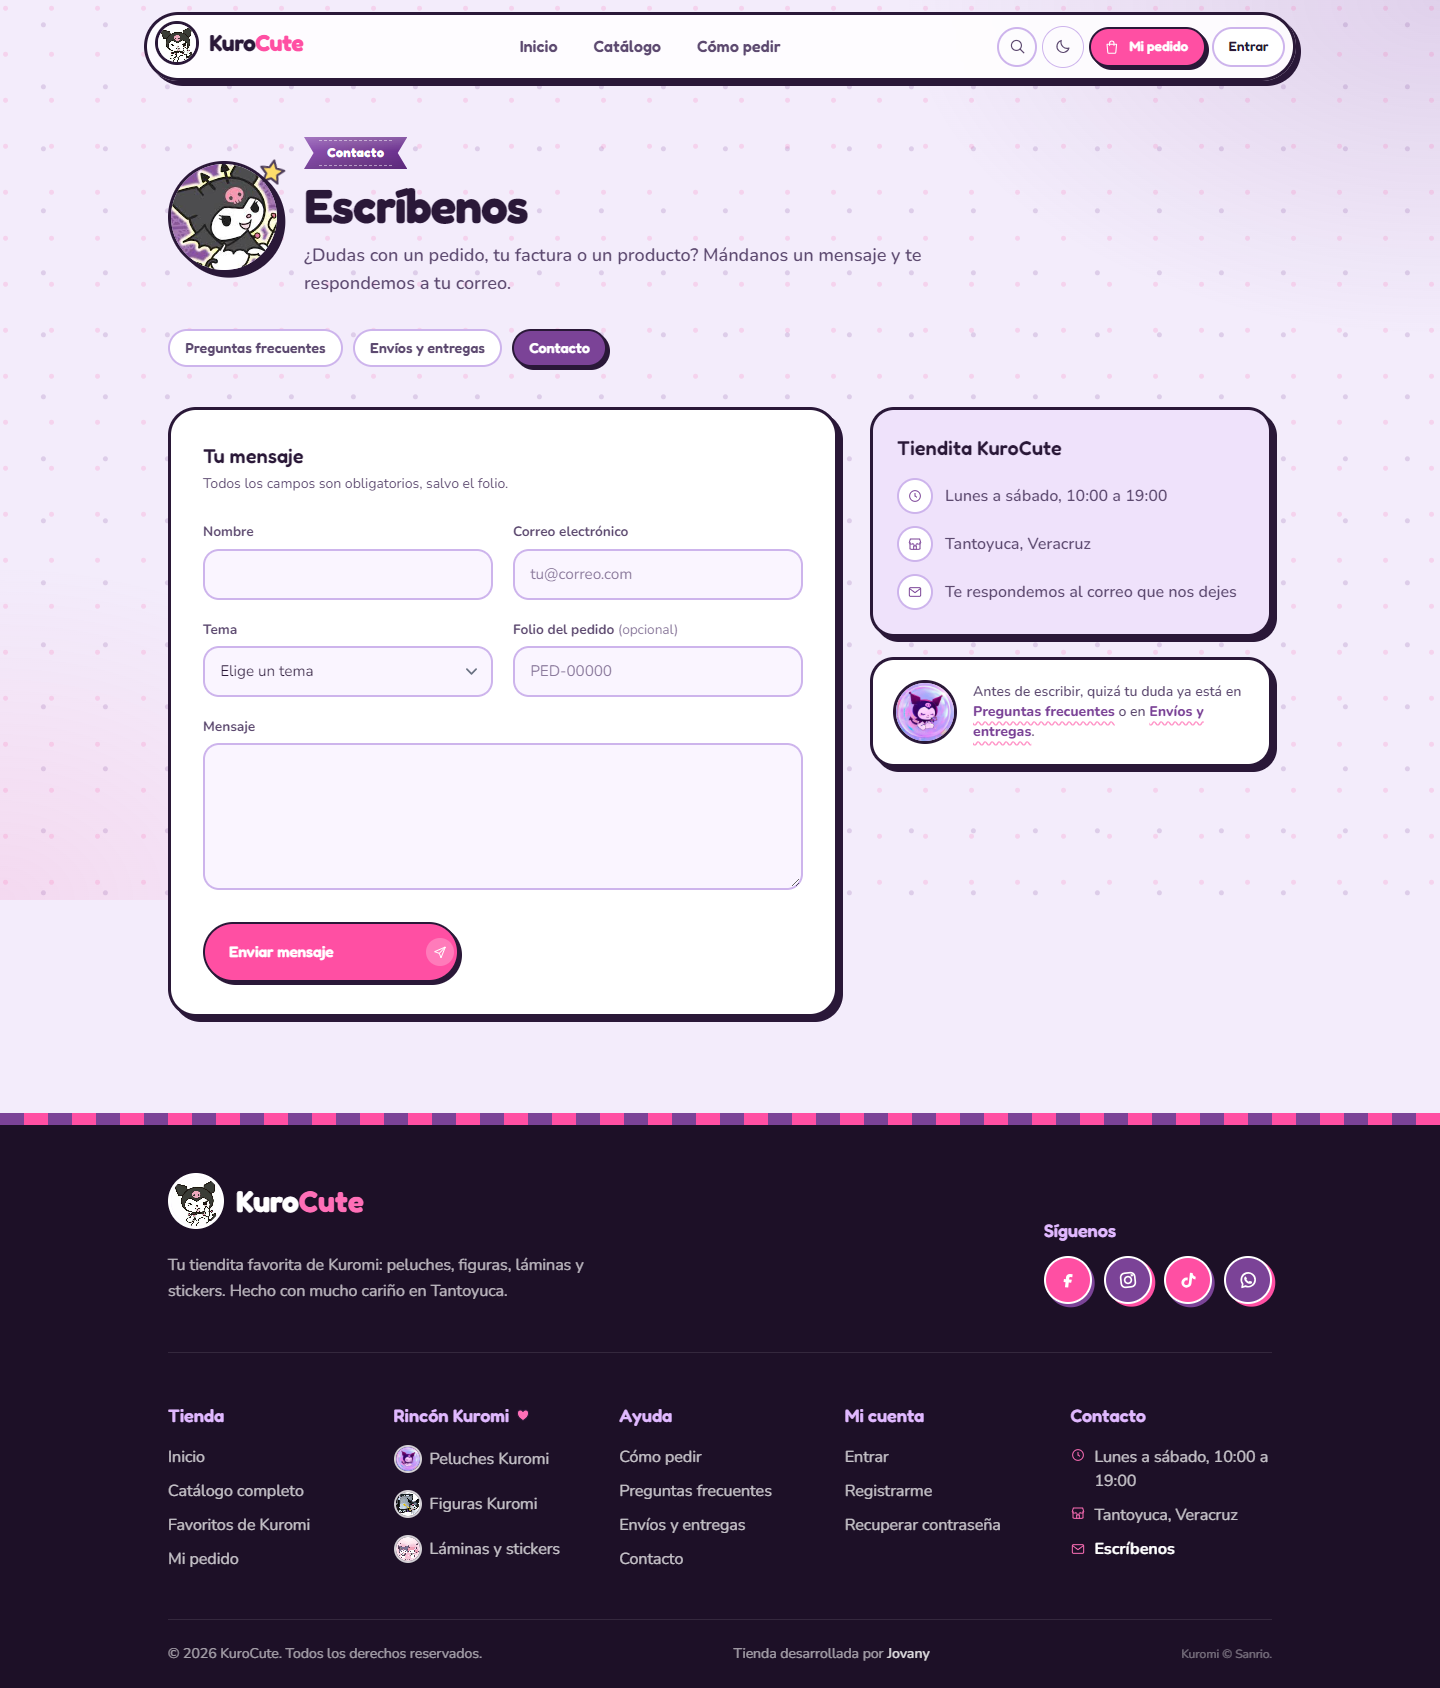 KuroCute
Inicio
Catálogo
Cómo pedir
Mi pedido
Entrar
Contacto
Escríbenos
¿Dudas con un pedido, tu factura o un producto? Mándanos un mensaje y te
respondemos a tu correo.
Preguntas frecuentes
Envíos y entregas
Contacto
Tu mensaje
Todos los campos son obligatorios, salvo el folio.
Nombre
Correo electrónico
tu@correo.com
Tema
Folio del pedido (opcional)
Elige un tema
PED-00000
Mensaje
Enviar mensaje
Tiendita KuroCute
Lunes a sábado, 10:00 a 19:00
Tantoyuca, Veracruz
Te respondemos al correo que nos dejes
Antes de escribir, quizá tu duda ya está en
Preguntas frecuentes o en Envíos y
entregas.
KuroCute
Tu tiendita favorita de Kuromi: peluches, figuras, láminas y
stickers. Hecho con mucho cariño en Tantoyuca.
Síguenos
Tienda
Inicio
Catálogo completo
Favoritos de Kuromi
Mi pedido
Rincón Kuromi
Peluches Kuromi
Figuras Kuromi
Láminas y stickers
Ayuda
Cómo pedir
Preguntas frecuentes
Envíos y entregas
Contacto
Mi cuenta
Entrar
Registrarme
Recuperar contraseña
Contacto
Lunes a sábado, 10:00 a
19:00
Tantoyuca, Veracruz
Escríbenos
© 2026 KuroCute. Todos los derechos reservados.
Tienda desarrollada por Jovany
Kuromi © Sanrio.